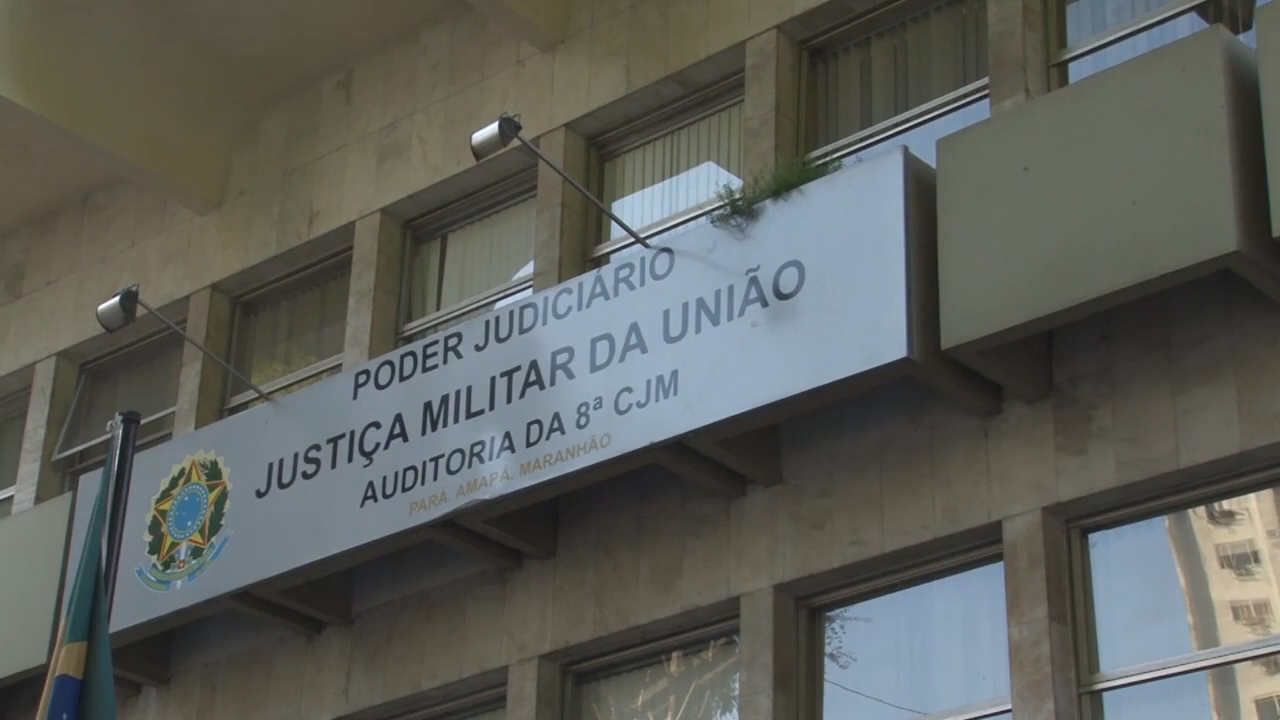 PODER JUDICIÁRIO
JUSTIÇA MILITAR DA UNIÃO
AUDITORIA DA 8ª CJM
PARÁ. AMAPÁ. MARANHÃO